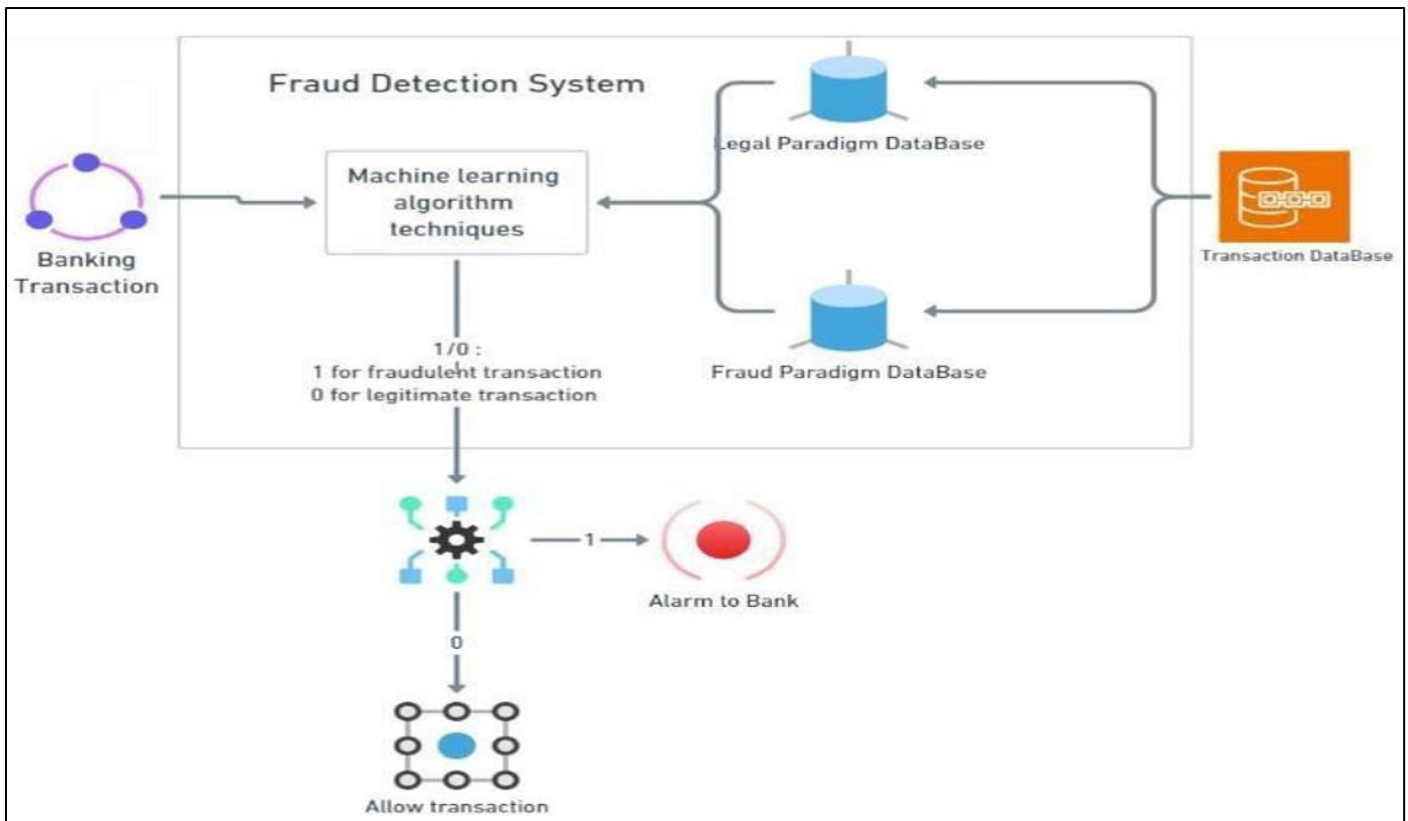 Fraud Detection System
Legal Paradigm DataBase
Machine learning
algorithm
techniques
Banking
Transaction
Transaction DataBase
1/0 :
1 for fraudulent transaction
0 for legitimate transaction
Fraud Paradigm DataBase
1
Alarm to Bank
0
Allow transaction